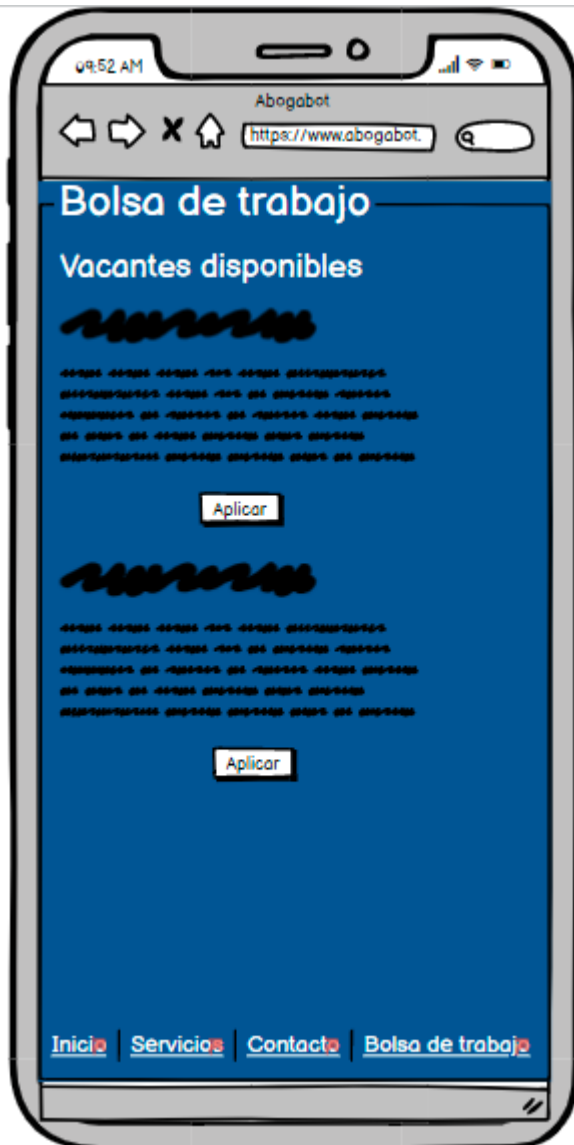 09:52 AM
Abogabot
https://www.abogabot.
Bolsa de trabajo
Vacantes disponibles
Aplicar
Aplicar
Inicio Servicios Contacto Bolsa de trabajo